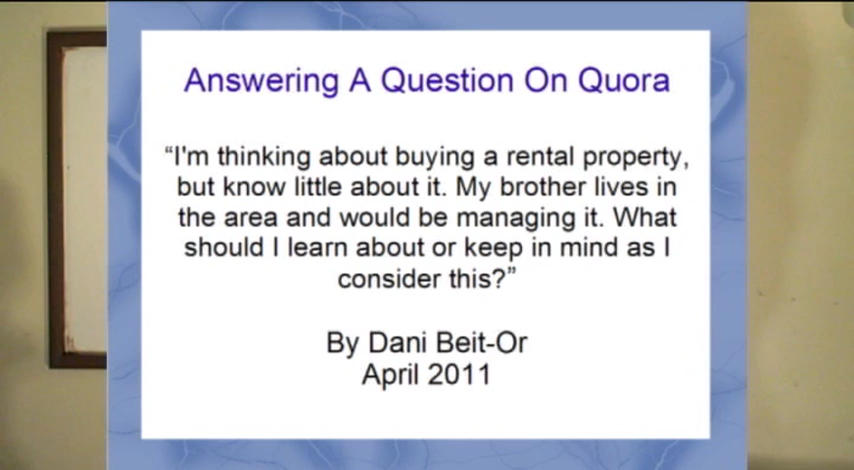 Answering A Question On Quora
“I'm thinking about buying a rental property,
but know little about it. My brother lives in
the area and would be managing it. What
should I learn about or keep in mind as I
consider this?”
By Dani Beit-Or
April 2011